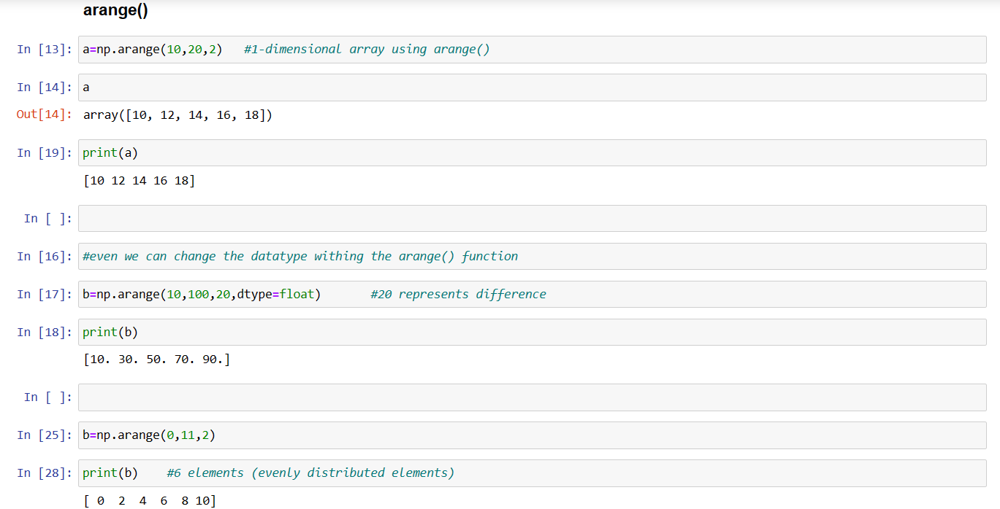 arange()
In [13]: a=np.arange(10,20,2)   #1-dimensional array using arange()
In [14]: a
Out[14]: array([10, 12, 14, 16, 18])
In [19]: print(a)
[10 12 14 16 18]
In [ ]:
In [16]: #even we can change the datatype withing the arange() function
In [17]: b=np.arange(10,100,20,dtype=float)       #20 represents difference
In [18]: print(b)
[10. 30. 50. 70. 90.]
In [ ]:
In [25]: b=np.arange(0,11,2)
In [28]: print(b)    #6 elements (evenly distributed elements)
[ 0  2  4  6  8 10]